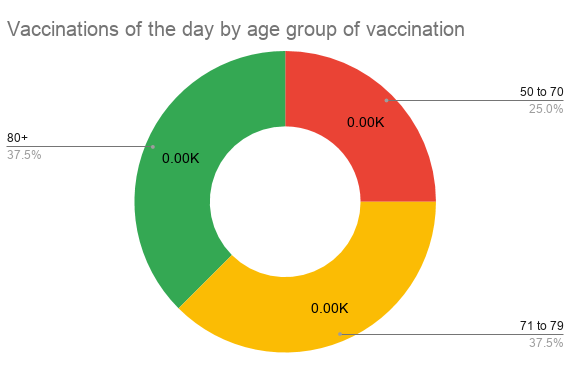 Vaccinations of the day by age group of vaccination
50 to 70
25.0%
0.00K
80+
37.5%
0.00K
0.00K
71 to 79
37.5%